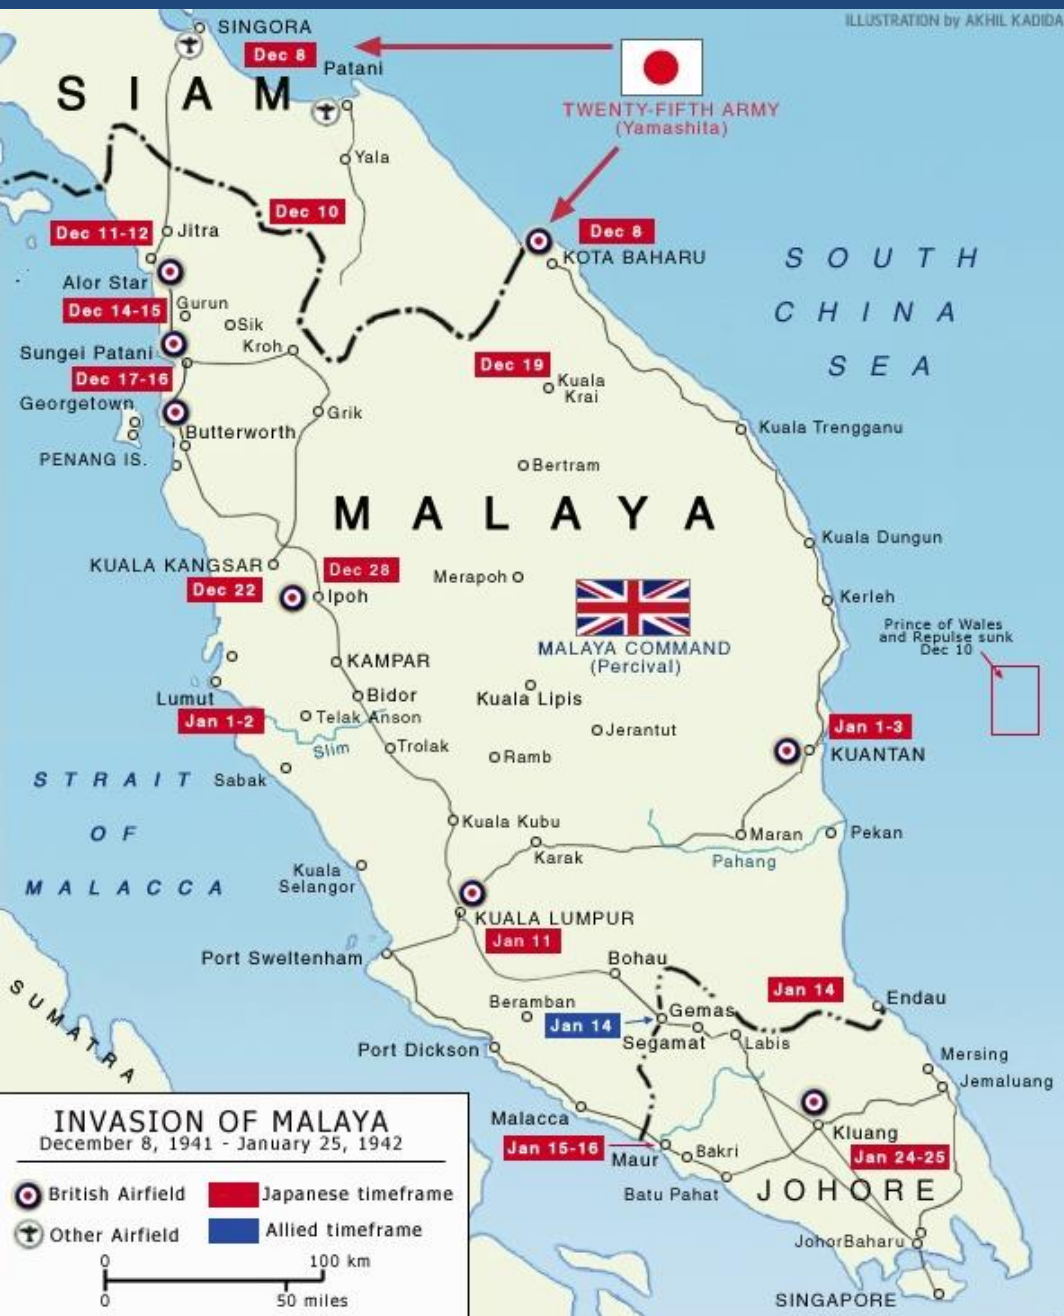 ILLUSTRATION by AKHIL KADIDA
SINGORA
Dec 8
Patani
SIAM
TWENTY-FIFTH ARMY
(Yamashita)
Yala
Dec 10
Dec 11-12
Jitra
Dec 8
KOTA BAHARU
SOUTH
CHINA
SEA
Alor Star
Dec 14-15
Gurun
Sik
Kroh
Sungei Patani
Dec 17-16
Dec 19
Kuala
Krai
Georgetown
Grik
Butterworth
Kuala Trengganu
PENANG IS.
Bertram
MALAYA
Kuala Dungun
KUALA KANGSAR
Dec 28
Merapoh
Dec 22
Ipoh
Kerleh
Prince of Wales
and Repulse sunk
Dec 10
MALAYA COMMAND
(Percival)
KAMPAR
Lumut
Bidor
Kuala Lipis
Jan 1-2
Telak Anson
Slim
Trolak
Jerantut
Jan 1-3
KUANTAN
Ramb
STRAIT
OF
MALACCA
Sabak
Kuala Kubu
Maran
Pekan
Karak
Pahang
Kuala
Selangor
KUALA LUMPUR
Jan 11
Port Sweltenham
Bohau
SUMATRA
Jan 14
Endau
Beramban
Jan 14
Gemas
Segamat
Labis
Port Dickson
Mersing
Jemaluang
Malacca
Kluang
Jan 15-16
Maur
Bakri
Jan 24-25
Batu Pahat
JOHORE
JohorBaharu
SINGAPORE
INVASION OF MALAYA
December 8, 1941 - January 25, 1942
British Airfield
Japanese timeframe
Other Airfield
Allied timeframe
0 100 km
0 50 miles